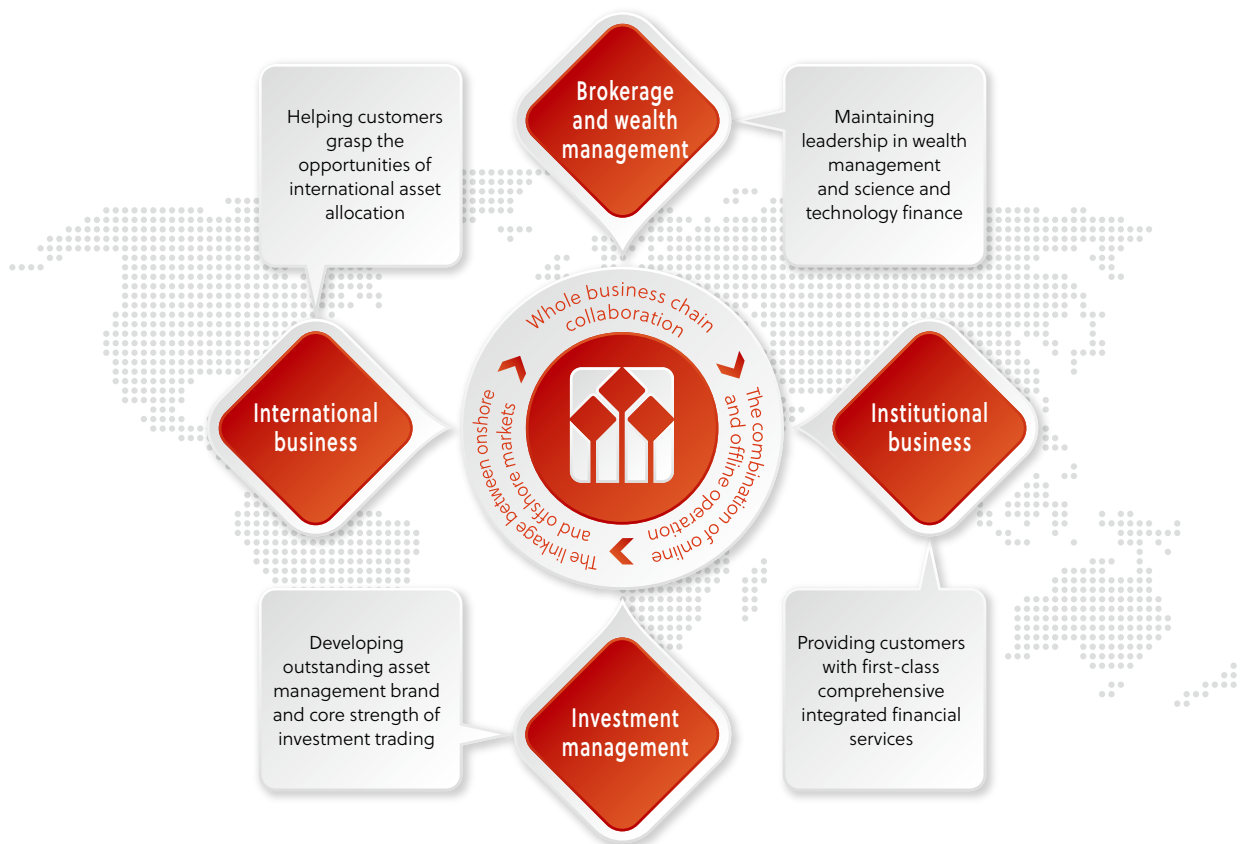 Brokerage
and wealth
management
Maintaining
leadership in wealth
management
and science and
technology finance
Helping customers
grasp the
opportunities of
international asset
allocation
Whole business chain
collaboration
The combination of online
and offline operation
The linkage between onshore
and offshore markets
International
business
Institutional
business
Developing
outstanding asset
management brand
and core strength of
investment trading
Investment
management
Providing customers
with first-class
comprehensive
integrated financial
services